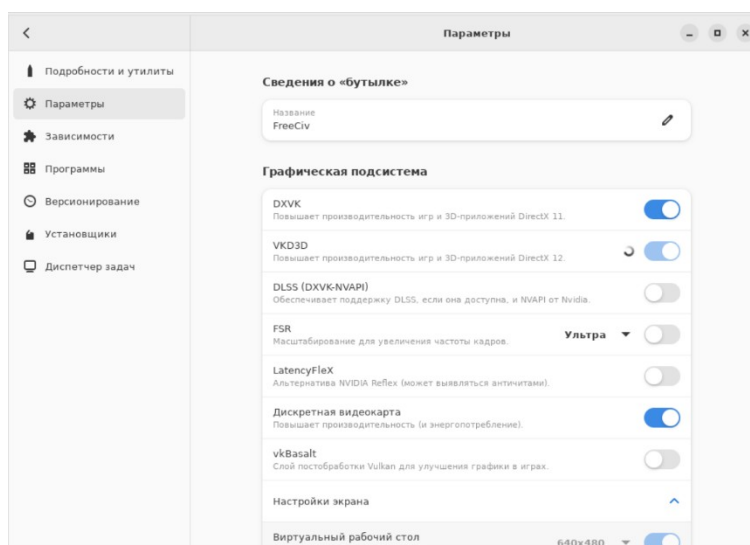 Параметры
Подробности и утилиты
Параметры
Зависимости
Программы
Версионирование
Установщики
Диспетчер задач
Сведения о «бутылке»
Название
FreeCiv
Графическая подсистема
DXVK
Повышает производительность игр и 3D-приложений DirectX 11.
VKD3D
Повышает производительность игр и 3D-приложений DirectX 12.
DLSS (DXVK-NVAPI)
Обеспечивает поддержку DLSS, если она доступна, и NVAPI от Nvidia.
FSR
Масштабирование для увеличения частоты кадров.
Ультра
LatencyFleX
Альтернатива NVIDIA Reflex (может выявляться античитами).
Дискретная видеокарта
Повышает производительность (и энергопотребление).
vkBasalt
Слой постобработки Vulkan для улучшения графики в играх.
Настройки экрана
Виртуальный рабочий стол
640x480